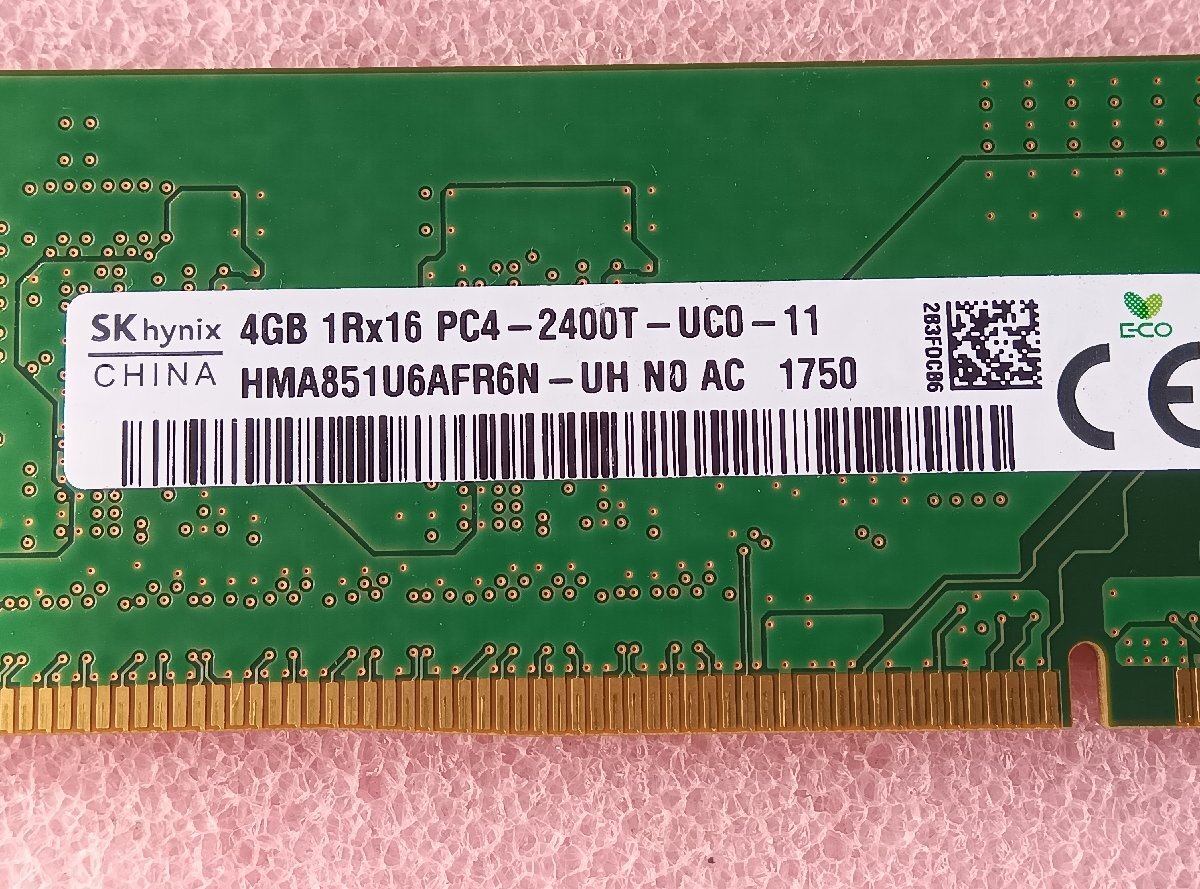 SK hynix 4GB 1Rx16 PC4-2400T-UC0-11
CHINA HMA851U6AFR6N-UH N0 AC 1750
2B3F0CB6
ECO
CE